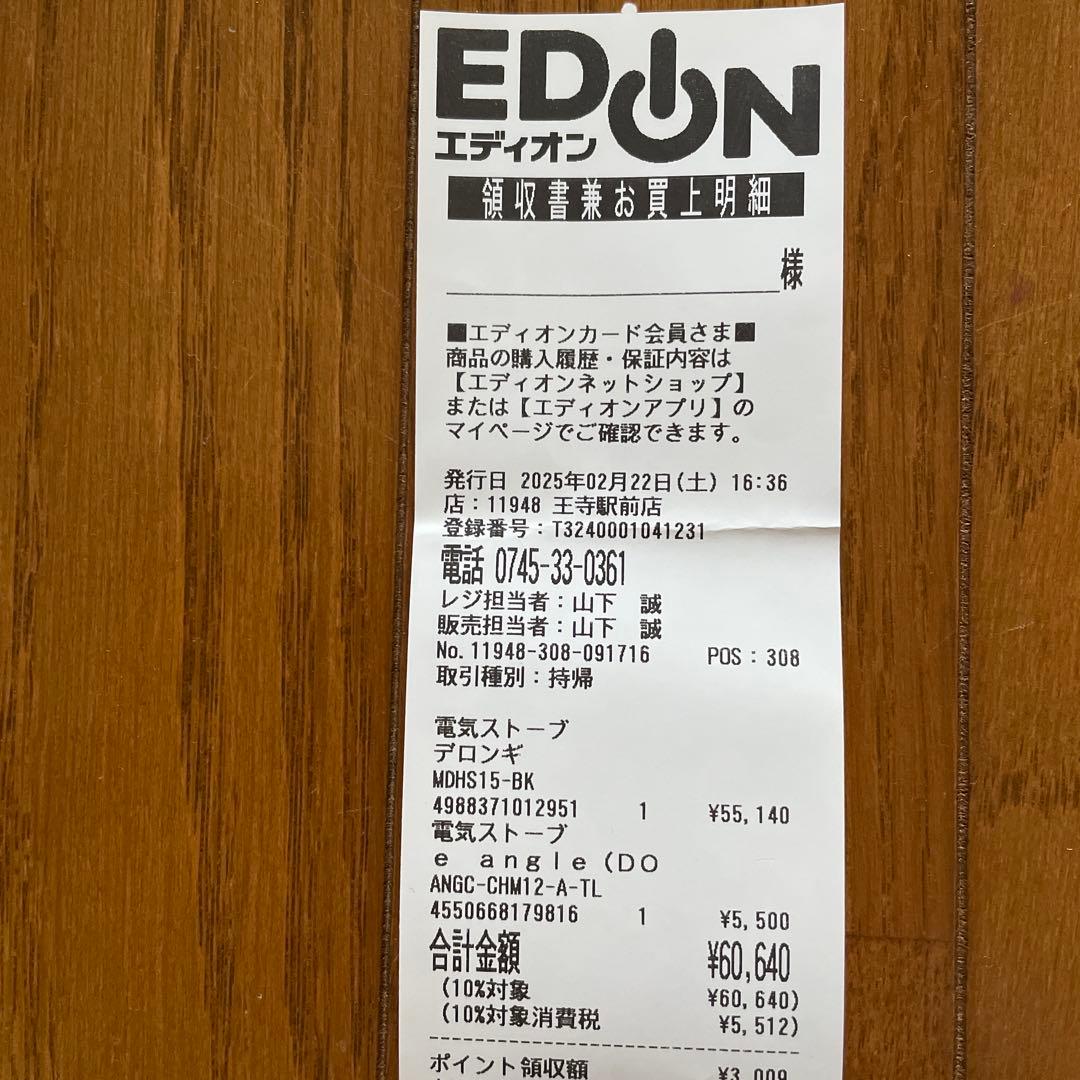 EDION
エディオン
領収書兼お買上明細
様
■エディオンカード会員さま■
商品の購入履歴・保証内容は
【エディオンネットショップ】
または【エディオンアプリ】の
マイページでご確認できます。
発行日 2025年02月22日(土) 16:36
店：11948 王寺駅前店
登録番号：T3240001041231
電話 0745-33-0361
レジ担当者：山下　誠
販売担当者：山下　誠
No. 11948-308-091716 POS：308
取引種別：持帰
電気ストーブ
デロンギ
MDHS15-BK
4988371012951 1 ¥55,140
電気ストーブ
ｅ　ａｎｇｌｅ（ＤＯ
ANGC-CHM12-A-TL
4550668179816 1 ¥5,500
合計金額 ¥60,640
(10%対象 ¥60,640)
(10%対象消費税 ¥5,512)
ポイント領収額 ¥3,009